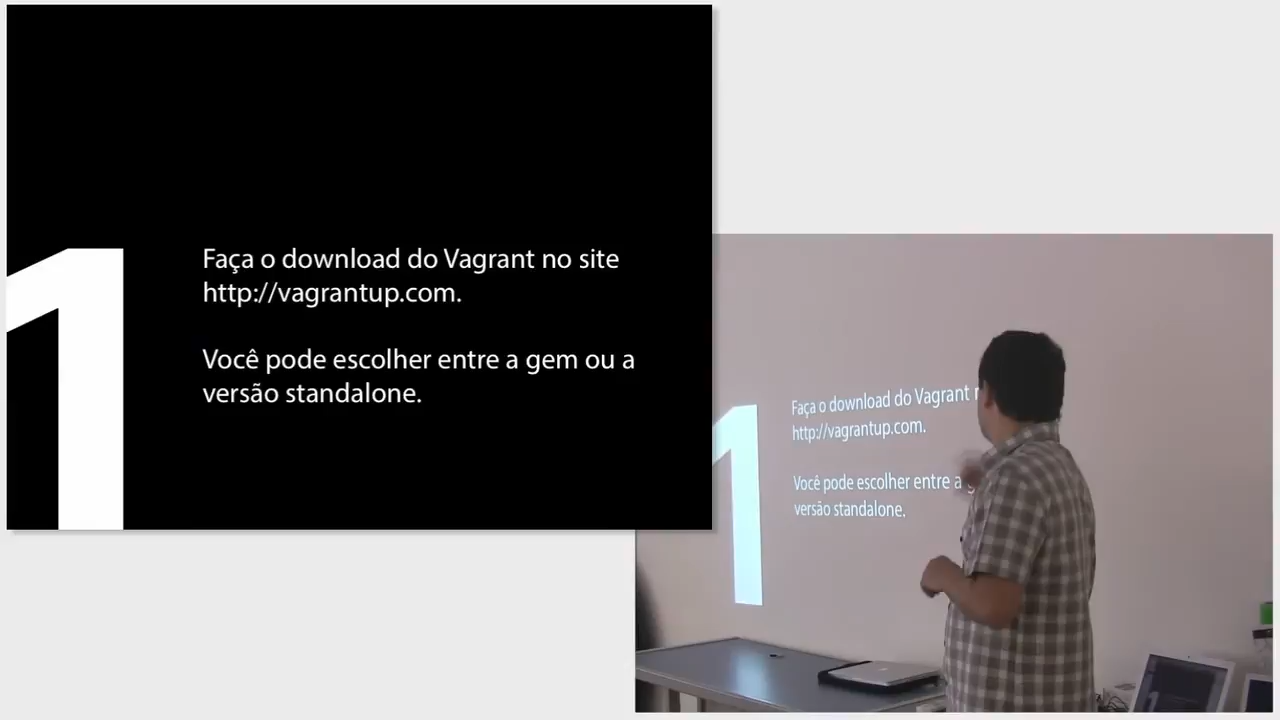 1
Faça o download do Vagrant no site
http://vagrantup.com.
Você pode escolher entre a gem ou a
versão standalone.
1
Faça o download do Vagrant
http://vagrantup.com.
Você pode escolher entre a
versão standalone.